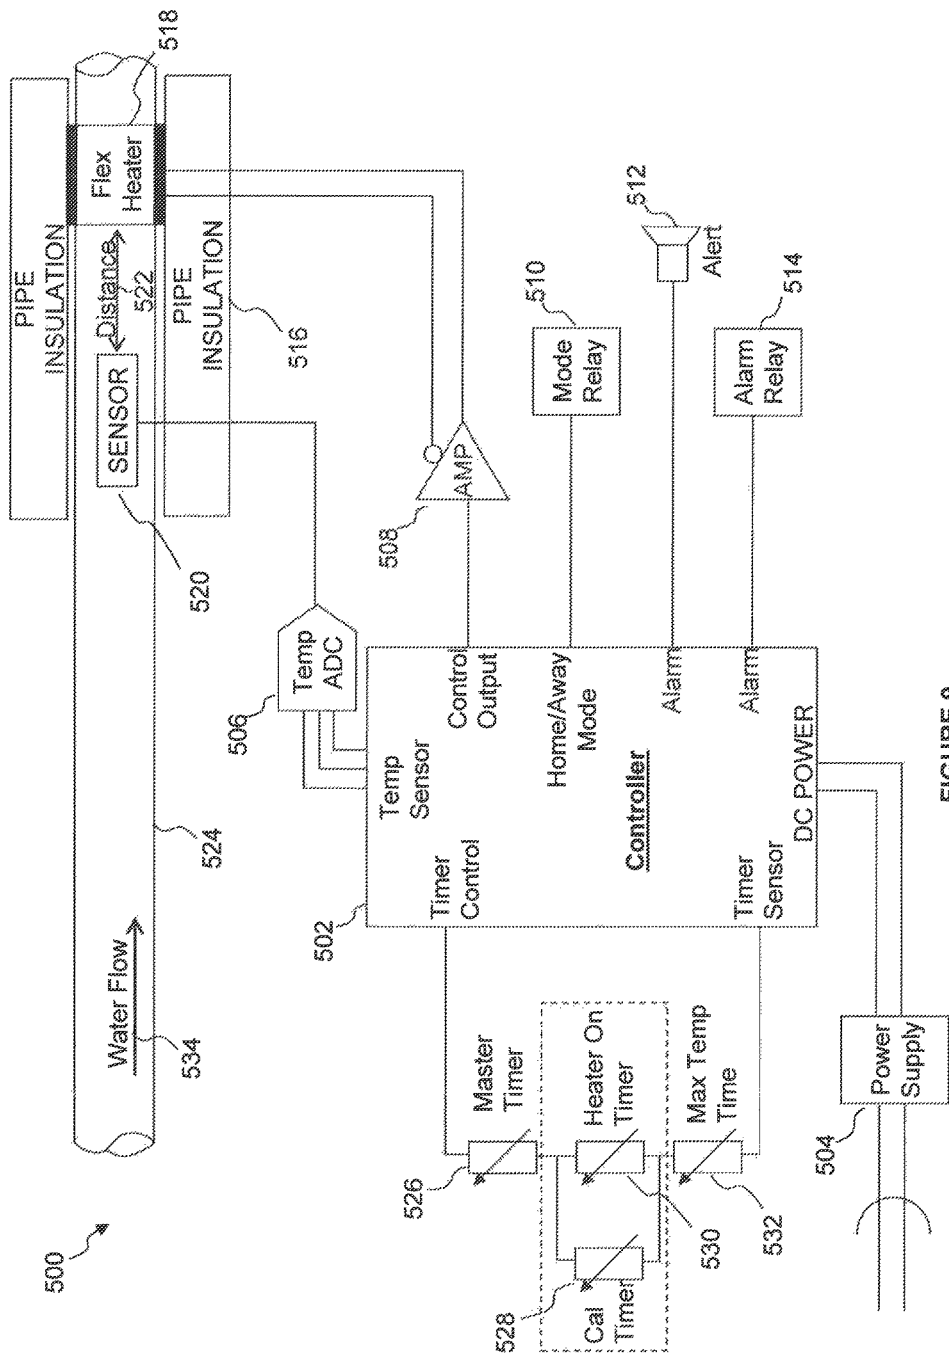 500
Water Flow
534
524
PIPE
INSULATION
SENSOR
520
Distance
522
Flex
Heater
518
PIPE
INSULATION
516
506
Temp
ADC
508
AMP
502
Timer
Control
Temp
Sensor
Control
Output
Home/Away
Mode
Controller
Alarm
Alarm
Timer
Sensor
DC POWER
Mode
Relay
510
512
Alert
Alarm
Relay
514
Master
Timer
526
Heater On
Timer
530
Cal
Timer
528
Max Temp
Time
532
504
Power
Supply